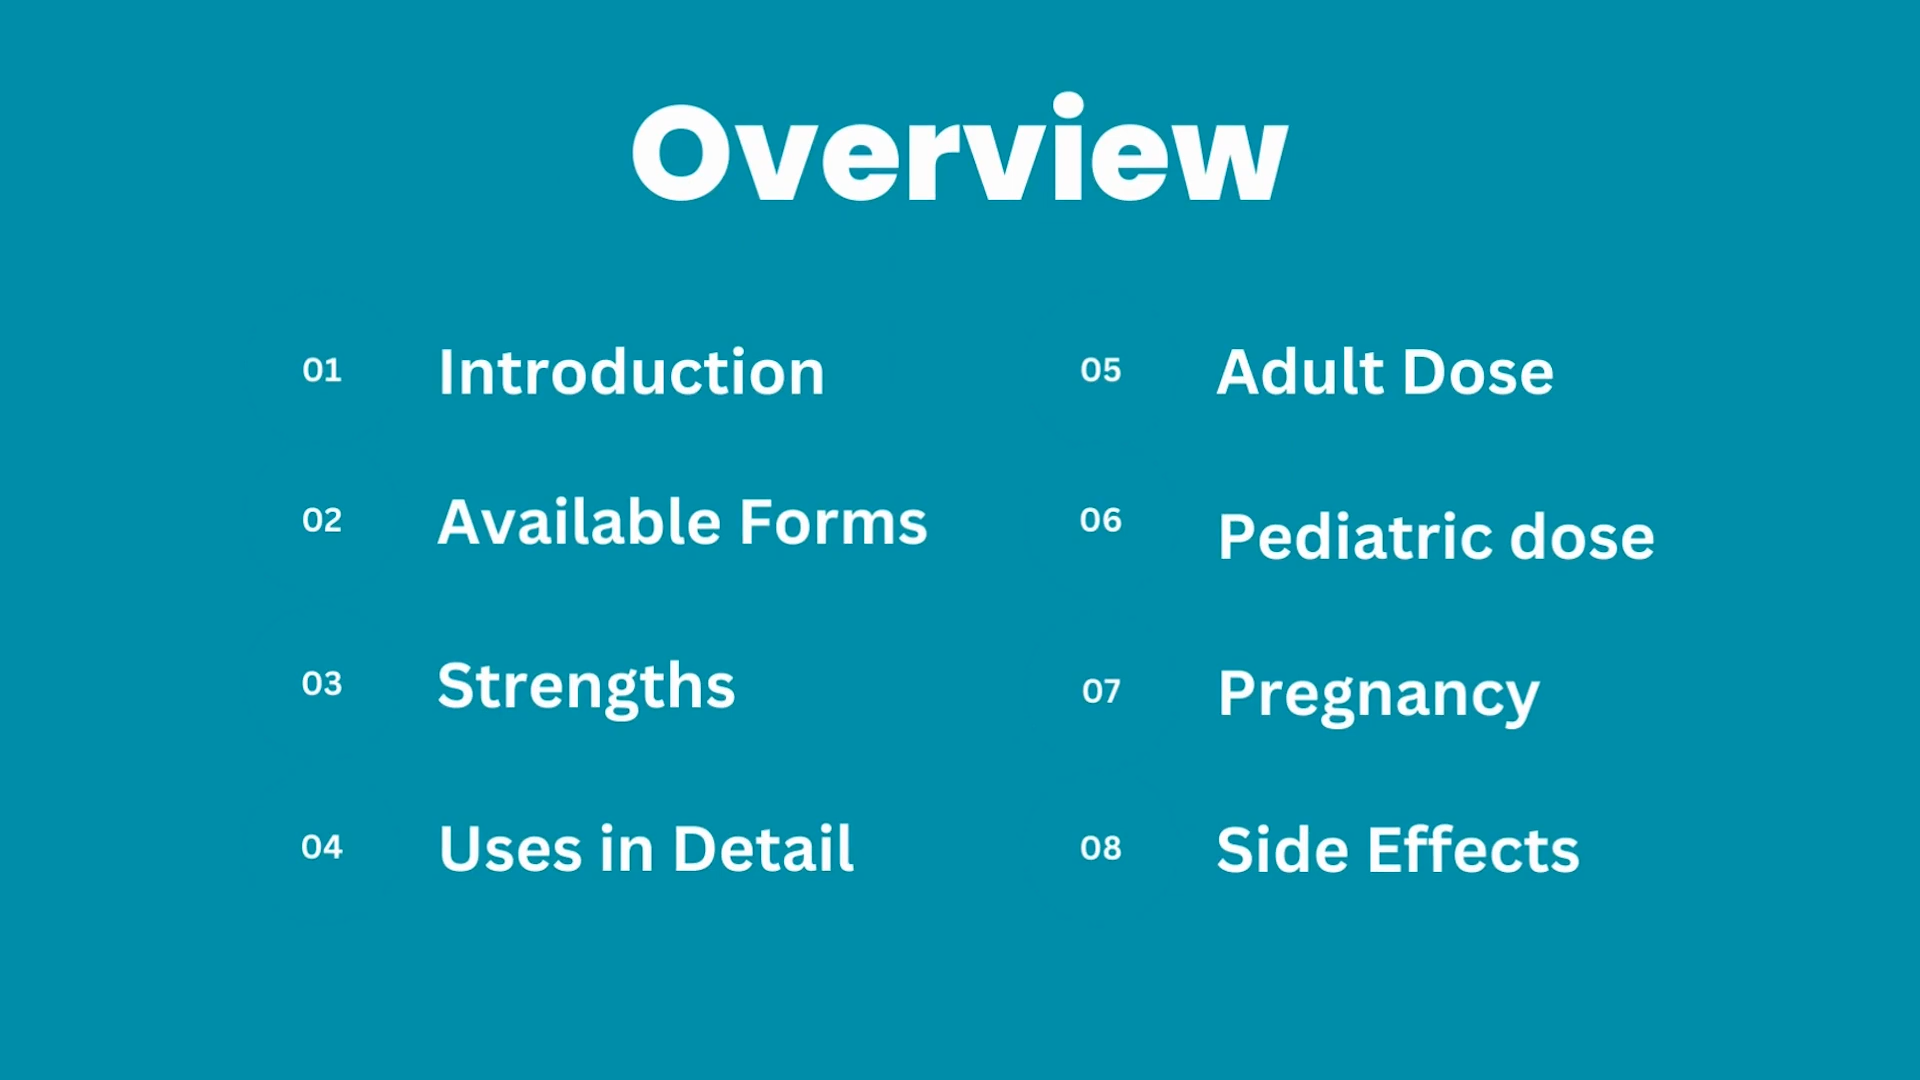 Overview
01 Introduction
02 Available Forms
03 Strengths
04 Uses in Detail
05 Adult Dose
06 Pediatric dose
07 Pregnancy
08 Side Effects